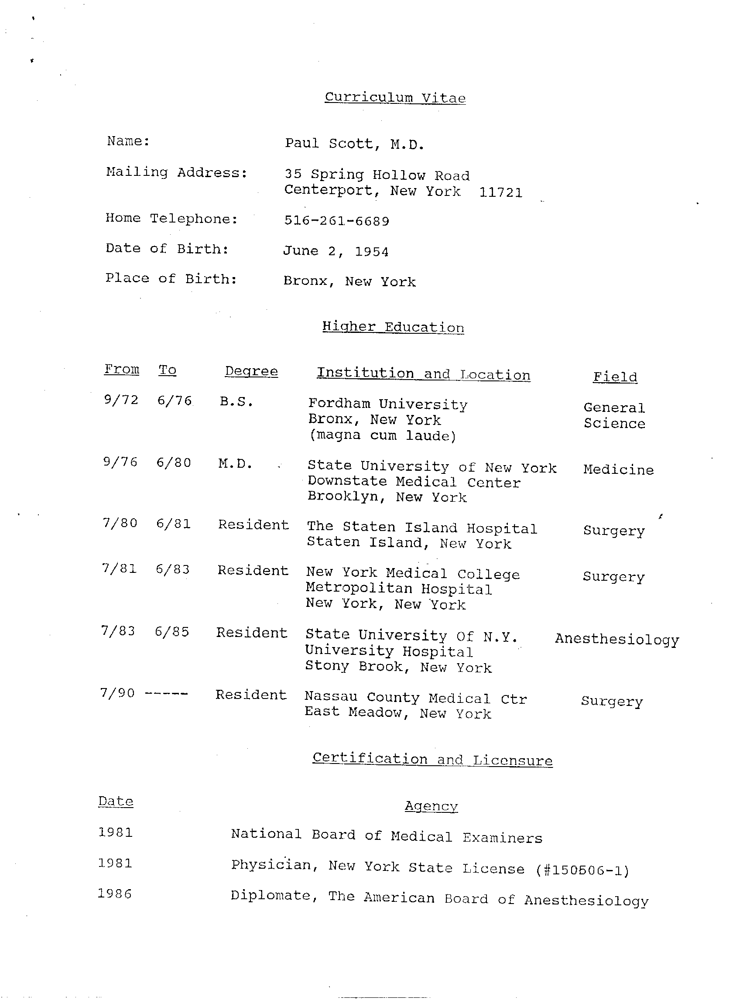 Curriculum Vitae
Name: Paul Scott, M.D.
Mailing Address: 35 Spring Hollow Road
Centerport, New York 11721
Home Telephone: 516-261-6689
Date of Birth: June 2, 1954
Place of Birth: Bronx, New York
Higher Education
From To Degree Institution and Location Field
9/72 6/76 B.S. Fordham University General
Bronx, New York Science
(magna cum laude)
9/76 6/80 M.D. State University of New York Medicine
Downstate Medical Center
Brooklyn, New York
7/80 6/81 Resident The Staten Island Hospital Surgery
Staten Island, New York
7/81 6/83 Resident New York Medical College Surgery
Metropolitan Hospital
New York, New York
7/83 6/85 Resident State University Of N.Y. Anesthesiology
University Hospital
Stony Brook, New York
7/90 ----- Resident Nassau County Medical Ctr Surgery
East Meadow, New York
Certification and Licensure
Date Agency
1981 National Board of Medical Examiners
1981 Physician, New York State License (#150506-1)
1986 Diplomate, The American Board of Anesthesiology